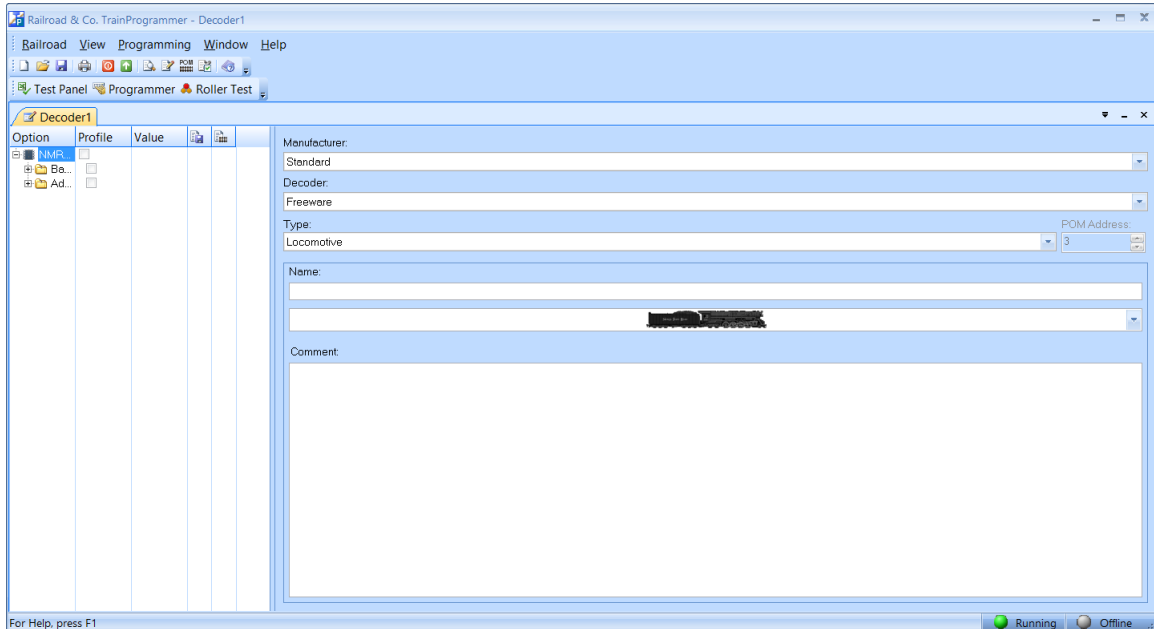 Railroad & Co. TrainProgrammer - Decoder1
Railroad View Programming Window Help
POM
Test Panel Programmer Roller Test
Decoder1
Option Profile Value
NMR...
Ba...
Ad...
Manufacturer:
Standard
Decoder:
Freeware
Type: POM Address:
Locomotive 3
Name:
Comment:
For Help, press F1 Running Offline